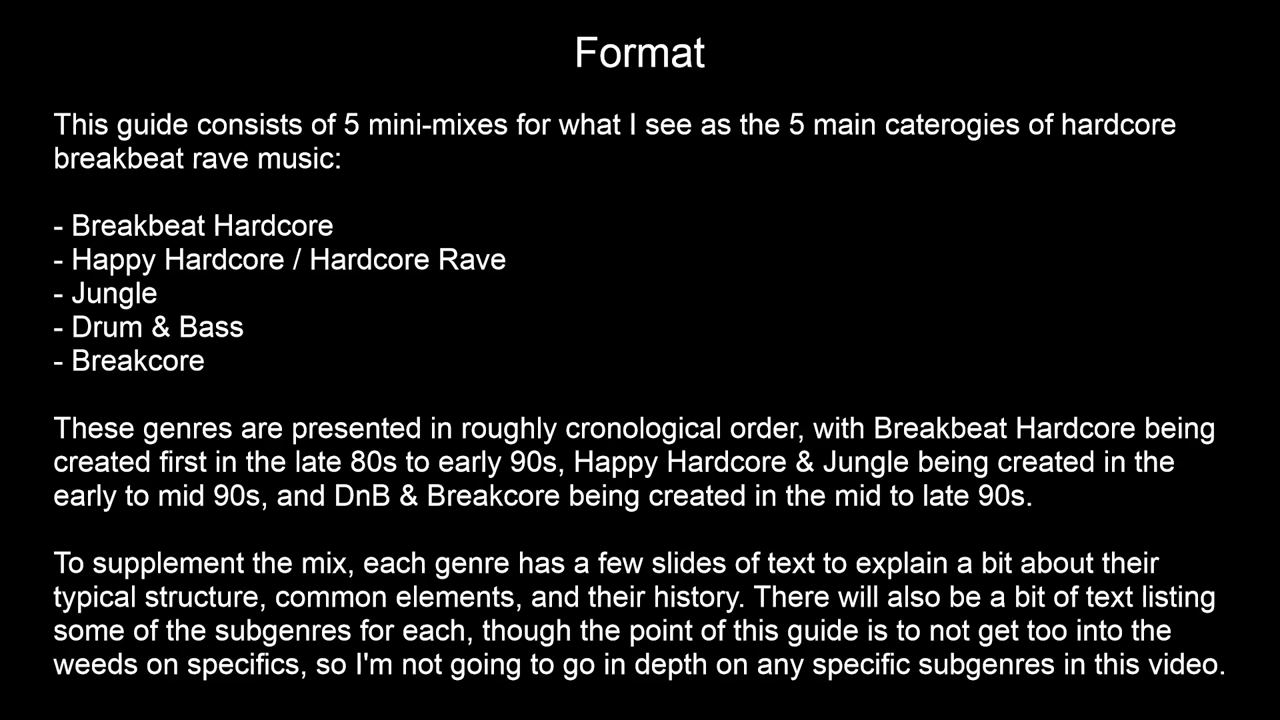 Format
This guide consists of 5 mini-mixes for what I see as the 5 main caterogies of hardcore
breakbeat rave music:
- Breakbeat Hardcore
- Happy Hardcore / Hardcore Rave
- Jungle
- Drum & Bass
- Breakcore
These genres are presented in roughly cronological order, with Breakbeat Hardcore being
created first in the late 80s to early 90s, Happy Hardcore & Jungle being created in the
early to mid 90s, and DnB & Breakcore being created in the mid to late 90s.
To supplement the mix, each genre has a few slides of text to explain a bit about their
typical structure, common elements, and their history. There will also be a bit of text listing
some of the subgenres for each, though the point of this guide is to not get too into the
weeds on specifics, so I'm not going to go in depth on any specific subgenres in this video.